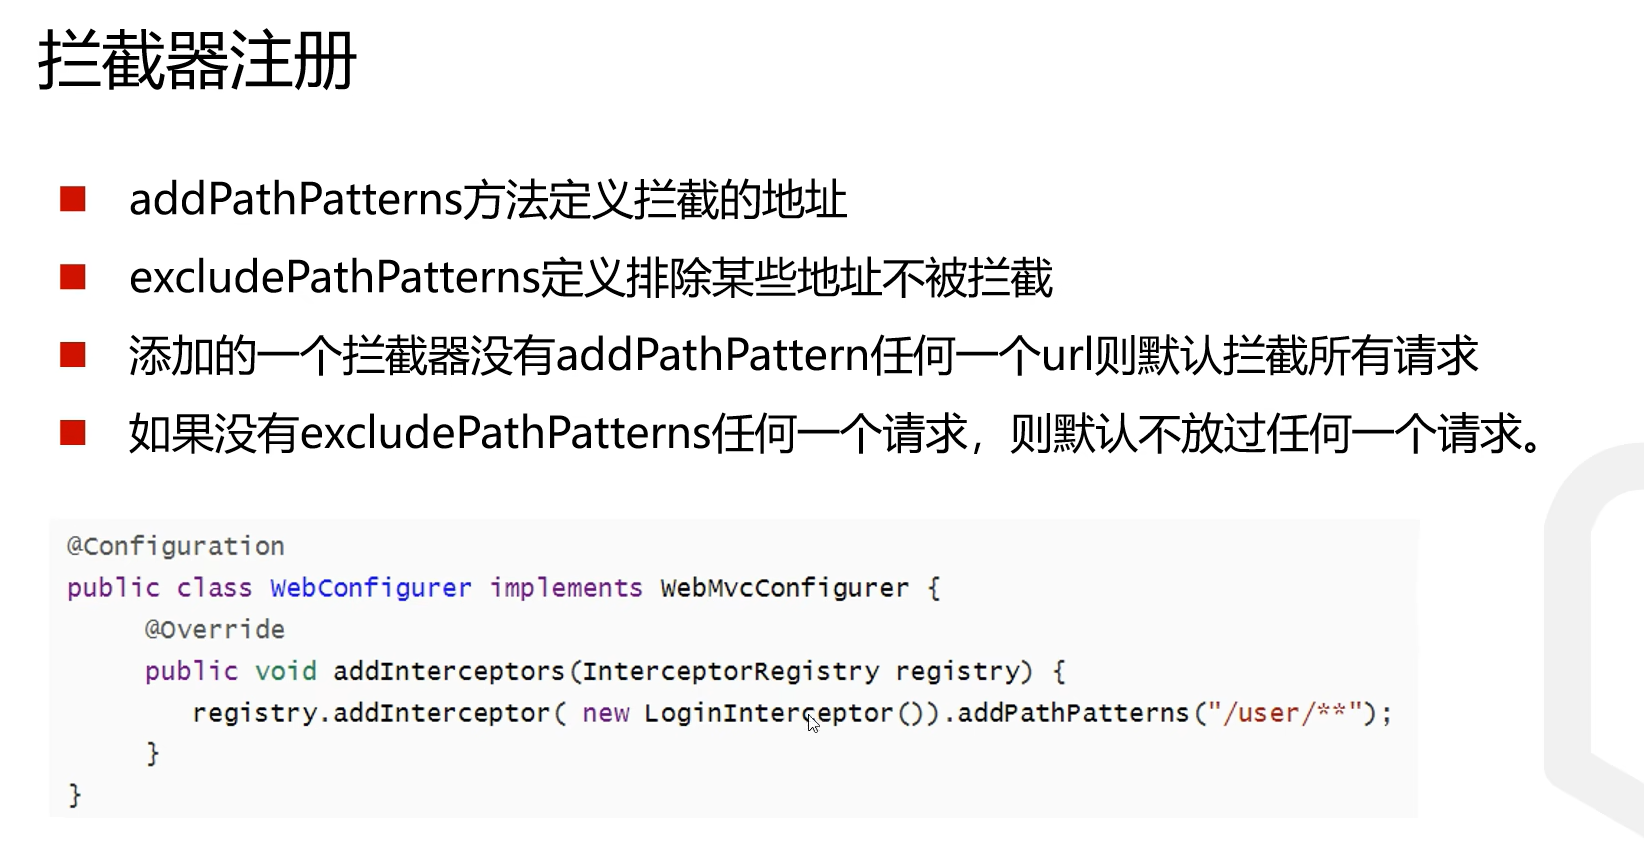 拦截器注册
addPathPatterns方法定义拦截的地址
excludePathPatterns定义排除某些地址不被拦截
添加的一个拦截器没有addPathPattern任何一个url则默认拦截所有请求
如果没有excludePathPatterns任何一个请求，则默认不放过任何一个请求。
@Configuration
public class WebConfigurer implements WebMvcConfigurer {
@Override
public void addInterceptors(InterceptorRegistry registry) {
registry.addInterceptor( new LoginInterceptor()).addPathPatterns("/user/**");
}
}